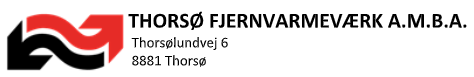 THORSØ FJERNVARMEVÆRK A.M.B.A.
Thorsølundvej 6
8881 Thorsø